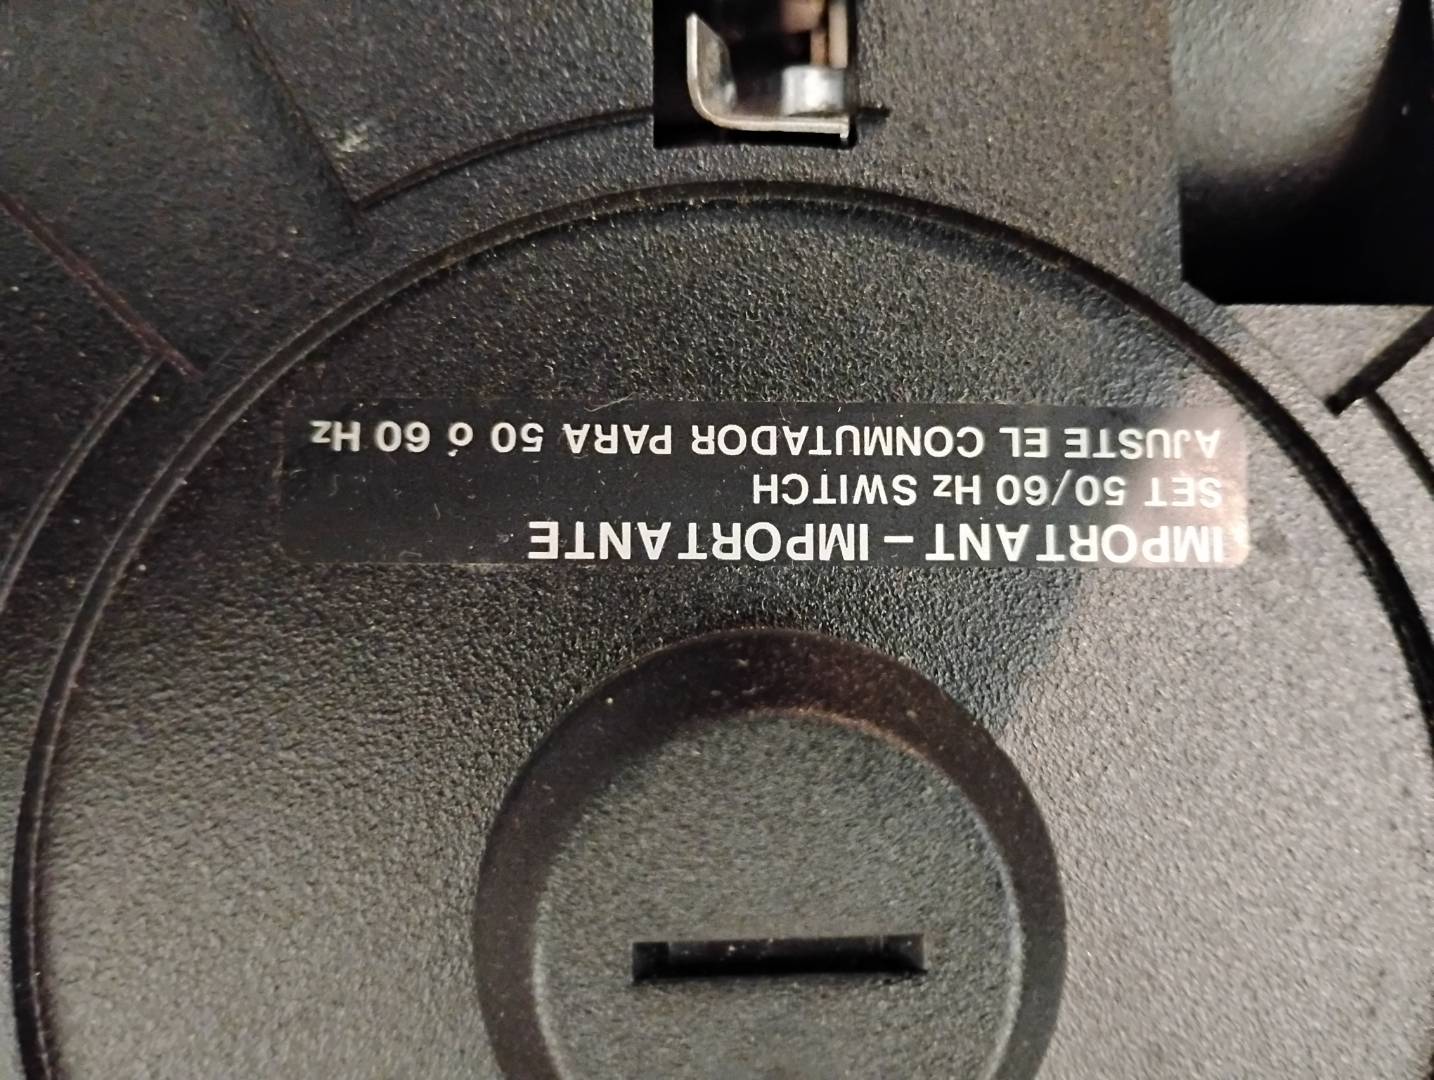 IMPORTANT – IMPORTANTE
SET 50/60 Hz SWITCH
AJUSTE EL CONMUTADOR PARA 50 ó 60 Hz